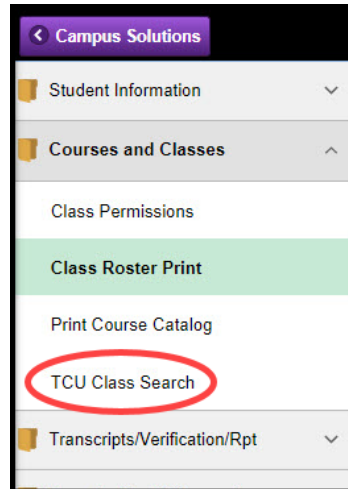 Campus Solutions
Student Information
Courses and Classes
Class Permissions
Class Roster Print
Print Course Catalog
TCU Class Search
Transcripts/Verification/Rpt